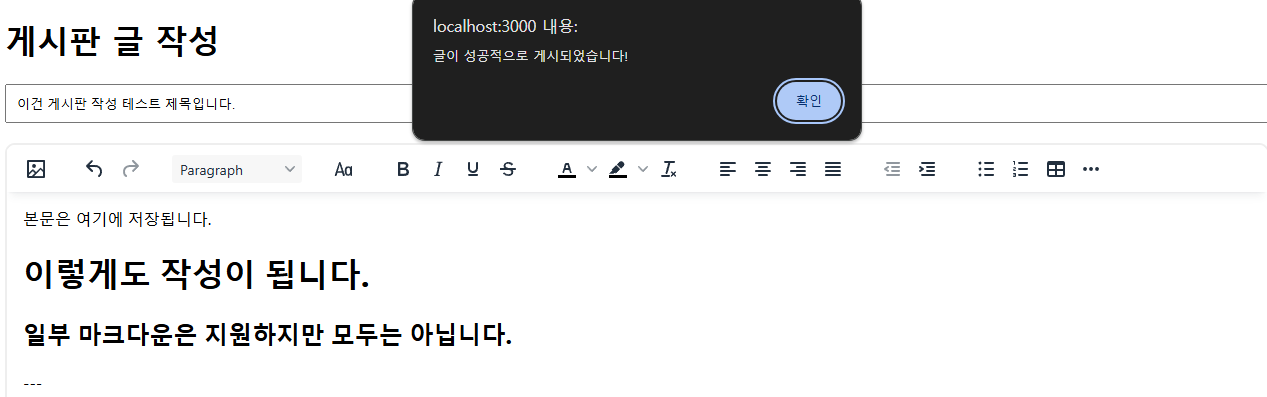 localhost:3000 내용:
글이 성공적으로 게시되었습니다!
확인
게시판 글 작성
이건 게시판 작성 테스트 제목입니다.
Paragraph Aa B I U S A
본문은 여기에 저장됩니다.
이렇게도 작성이 됩니다.
일부 마크다운은 지원하지만 모두는 아닙니다.
---